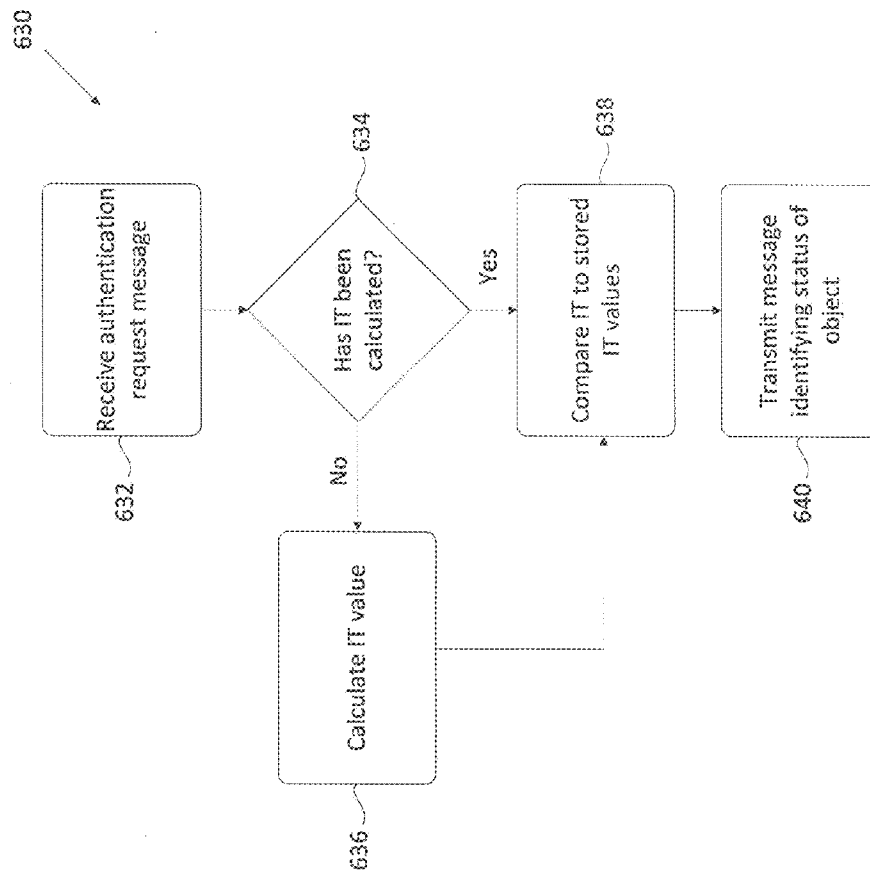 630
Receive authentication
request message
632
Has IT been
calculated?
634
No
Yes
Calculate IT value
636
Compare IT to stored
IT values
638
Transmit message
identifying status of
object
640